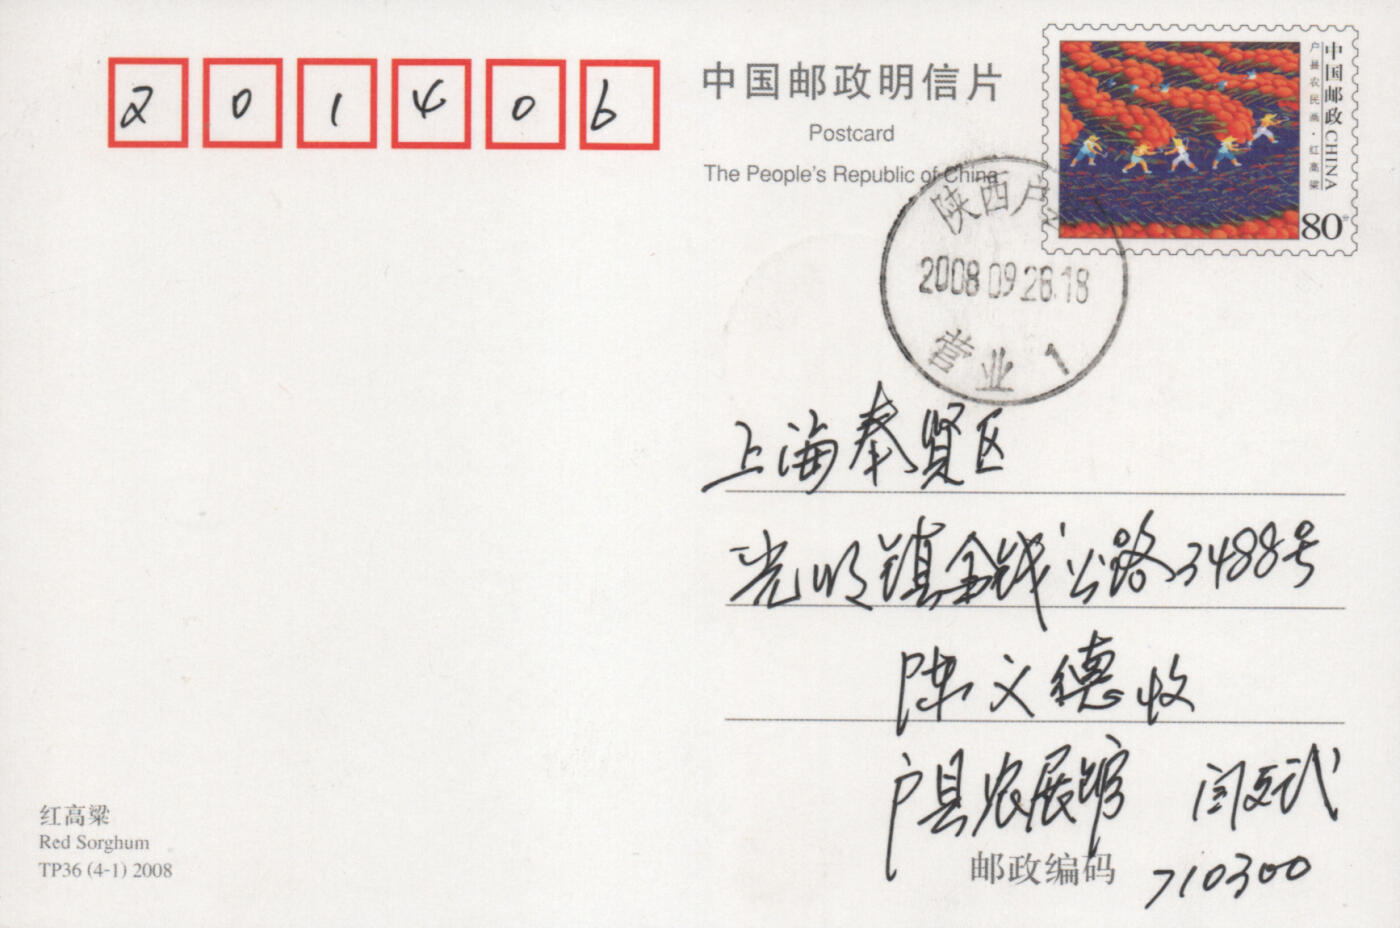 201406
中国邮政明信片
Postcard
The People's Republic of China
中国邮政 CHINA
户县农民画·红高粱
80分
陕西户
2008.09.26.18
营业 1
上海奉贤区
光明镇金钱公路3488号
陈文德收
户县农展馆 闫文武
邮政编码 710300
红高粱
Red Sorghum
TP36 (4-1) 2008